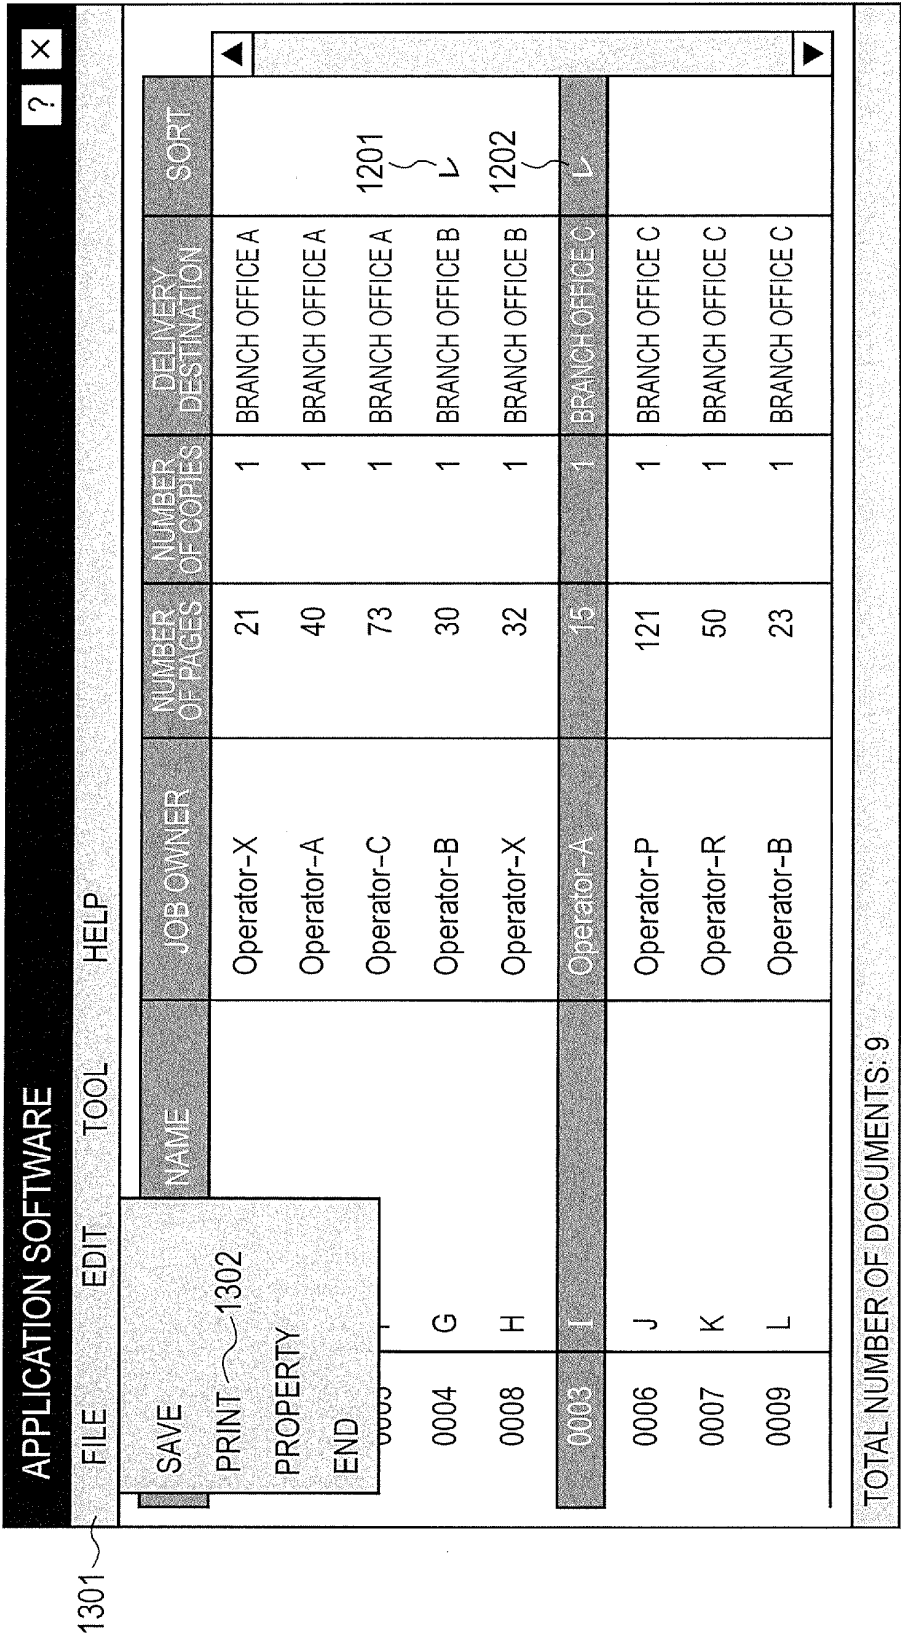 APPLICATION SOFTWARE ? ×
1301
FILE EDIT TOOL HELP
SAVE
PRINT 1302
PROPERTY
END
NAME JOB OWNER NUMBER OF PAGES NUMBER OF COPIES DELIVERY DESTINATION SORT
Operator-X 21 1 BRANCH OFFICE A
Operator-A 40 1 BRANCH OFFICE A
Operator-C 73 1 BRANCH OFFICE A
1201
0004 G Operator-B 30 1 BRANCH OFFICE B
0008 H Operator-X 32 1 BRANCH OFFICE B
1202
0003 I Operator-A 15 1 BRANCH OFFICE C
0006 J Operator-P 121 1 BRANCH OFFICE C
0007 K Operator-R 50 1 BRANCH OFFICE C
0009 L Operator-B 23 1 BRANCH OFFICE C
TOTAL NUMBER OF DOCUMENTS: 9